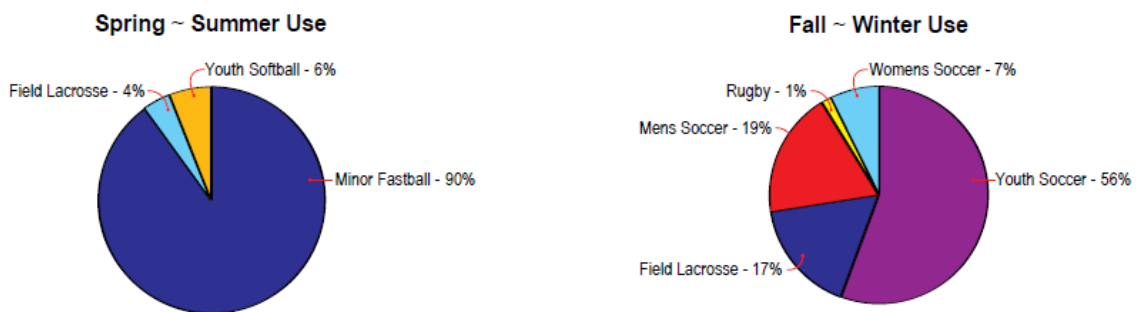 Spring ~ Summer Use
Youth Softball - 6%
Field Lacrosse - 4%
Minor Fastball - 90%
Fall ~ Winter Use
Womens Soccer - 7%
Rugby - 1%
Mens Soccer - 19%
Youth Soccer - 56%
Field Lacrosse - 17%